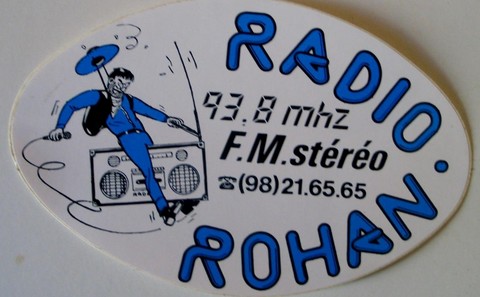 RADIO.
93.8 mhz
F.M.stéréo
☎(98)21.65.65
ROHAN.